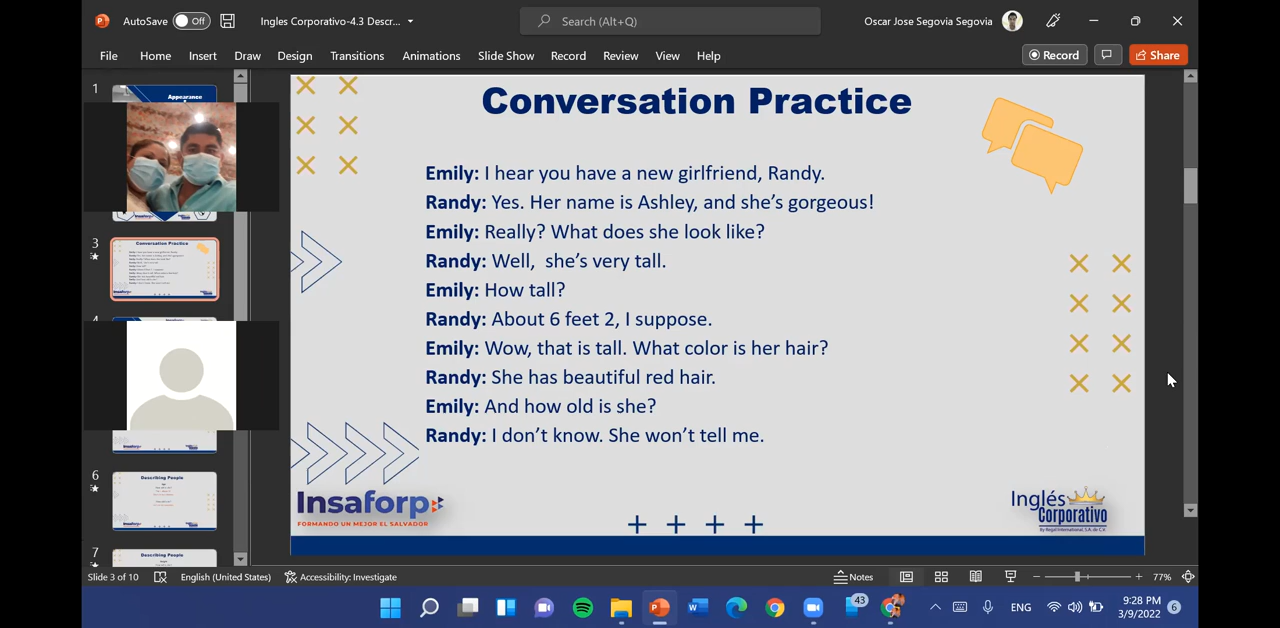 AutoSave
Off
Ingles Corporativo-4.3 Descr...
Search (Alt+Q)
Oscar Jose Segovia Segovia
File Home Insert Draw Design Transitions Animations Slide Show Record Review View Help
Record
Share
1
Appearance
3
Conversation Practice
4
6
Describing People
7
Describing People
Conversation Practice
Emily: I hear you have a new girlfriend, Randy.
Randy: Yes. Her name is Ashley, and she's gorgeous!
Emily: Really? What does she look like?
Randy: Well, she's very tall.
Emily: How tall?
Randy: About 6 feet 2, I suppose.
Emily: Wow, that is tall. What color is her hair?
Randy: She has beautiful red hair.
Emily: And how old is she?
Randy: I don't know. She won't tell me.
Insaforp
FORMANDO UN MEJOR EL SALVADOR
Inglés
Corporativo
By Regal International, S.A. de C.V.
Slide 3 of 10 English (United States) Accessibility: Investigate Notes 77%
43
ENG
9:28 PM
3/9/2022
6